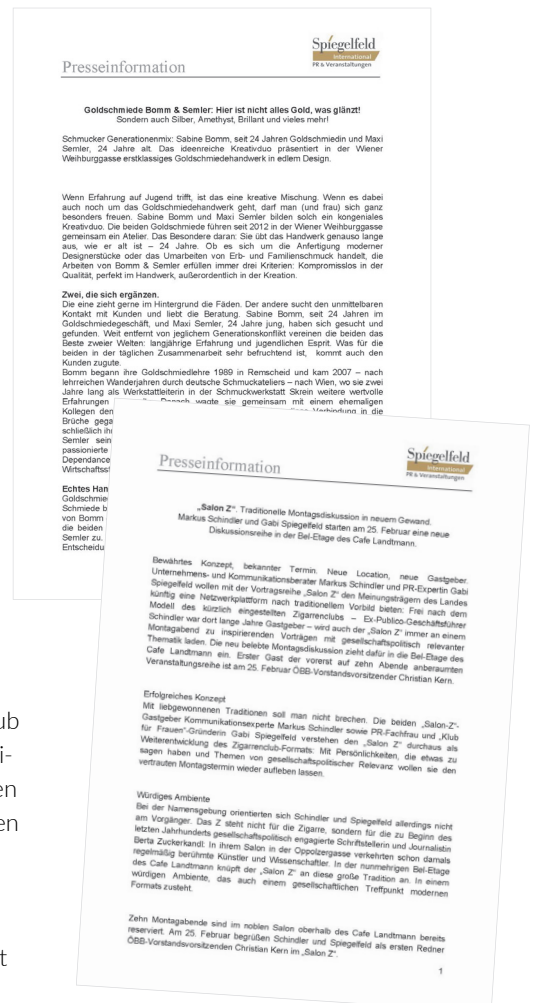 Spiegelfeld
International
PR & Veranstaltungen
Presseinformation
Goldschmiede Bomm & Semler: Hier ist nicht alles Gold, was glänzt!
Sondern auch Silber, Amethyst, Brillant und vieles mehr!
Schmucker Generationenmix: Sabine Bomm, seit 24 Jahren Goldschmiedin und Maxi
Semler, 24 Jahre alt. Das ideenreiche Kreativduo präsentiert in der Wiener
Weihburggasse erstklassiges Goldschmiedehandwerk in edlem Design.
Wenn Erfahrung auf Jugend trifft, ist das eine kreative Mischung. Wenn es dabei
auch noch um das Goldschmiedehandwerk geht, darf man (und frau) sich ganz
besonders freuen. Sabine Bomm und Maxi Semler bilden solch ein kongeniales
Kreativduo. Die beiden Goldschmiede führen seit 2012 in der Wiener Weihburggasse
gemeinsam ein Atelier. Das Besondere daran: Sie übt das Handwerk genauso lange
aus, wie er alt ist – 24 Jahre. Ob es sich um die Anfertigung moderner
Designerstücke oder das Umarbeiten von Erb- und Familienschmuck handelt, die
Arbeiten von Bomm & Semler erfüllen immer drei Kriterien: Kompromisslos in der
Qualität, perfekt im Handwerk, außerordentlich in der Kreation.
Zwei, die sich ergänzen.
Die eine zieht gerne im Hintergrund die Fäden. Der andere sucht den unmittelbaren
Kontakt mit Kunden und liebt die Beratung. Sabine Bomm, seit 24 Jahren im
Goldschmiedegeschäft, und Maxi Semler, 24 Jahre jung, haben sich gesucht und
gefunden. Weit entfernt von jeglichem Generationskonflikt vereinen die beiden das
Beste zweier Welten: langjährige Erfahrung und jugendlichen Esprit. Was für die
beiden in der täglichen Zusammenarbeit sehr befruchtend ist, kommt auch den
Kunden zugute.
Bomm begann ihre Goldschmiedlehre 1989 in Remscheid und kam 2007 – nach
lehrreichen Wanderjahren durch deutsche Schmuckateliers – nach Wien, wo sie zwei
Jahre lang als Werkstattleiterin in der Schmuckwerkstatt Skrein weitere wertvolle
Erfahrungen Danach wagte sie gemeinsam mit einem ehemaligen
Kollegen den Verbindung in die
Brüche gega
schließlich ihr
Semler sein
passionierte
Dependance
Wirtschaftss
Echtes Han
Goldschmie
Schmiede b
von Bomm
die beiden
Semler zu.
Entscheidu
Spiegelfeld
International
PR & Veranstaltungen
Presseinformation
„Salon Z“. Traditionelle Montagsdiskussion in neuem Gewand.
Markus Schindler und Gabi Spiegelfeld starten am 25. Februar eine neue
Diskussionsreihe in der Bel-Etage des Cafe Landtmann.
Bewährtes Konzept, bekannter Termin. Neue Location, neue Gastgeber.
Unternehmens- und Kommunikationsberater Markus Schindler und PR-Expertin Gabi
Spiegelfeld wollen mit der Vortragsreihe „Salon Z“ den Meinungsträgern des Landes
künftig eine Netzwerkplattform nach traditionellem Vorbild bieten: Frei nach dem
Modell des kürzlich eingestellten Zigarrenclubs – Ex-Publico-Geschäftsführer
Schindler war dort lange Jahre Gastgeber – wird auch der „Salon Z“ immer an einem
Montagabend zu inspirierenden Vorträgen mit gesellschaftspolitisch relevanter
Thematik laden. Die neu belebte Montagsdiskussion zieht dafür in die Bel-Etage des
Cafe Landtmann ein. Erster Gast der vorerst auf zehn Abende anberaumten
Veranstaltungsreihe ist am 25. Februar ÖBB-Vorstandsvorsitzender Christian Kern.
Erfolgreiches Konzept
Mit liebgewonnenen Traditionen soll man nicht brechen. Die beiden „Salon-Z“-
Gastgeber Kommunikationsexperte Markus Schindler sowie PR-Fachfrau und „Klub
für Frauen“-Gründerin Gabi Spiegelfeld verstehen den „Salon Z“ durchaus als
Weiterentwicklung des Zigarrenclub-Formats: Mit Persönlichkeiten, die etwas zu
sagen haben und Themen von gesellschaftspolitischer Relevanz wollen sie den
vertrauten Montagstermin wieder aufleben lassen.
Würdiges Ambiente
Bei der Namensgebung orientierten sich Schindler und Spiegelfeld allerdings nicht
am Vorgänger. Das Z steht nicht für die Zigarre, sondern für die zu Beginn des
letzten Jahrhunderts gesellschaftspolitisch engagierte Schriftstellerin und Journalistin
Berta Zuckerkandl: In ihrem Salon in der Oppolzergasse verkehrten schon damals
regelmäßig berühmte Künstler und Wissenschaftler. In der nunmehrigen Bel-Etage
des Cafe Landtmann knüpft der „Salon Z“ an diese große Tradition an. In einem
würdigen Ambiente, das auch einem gesellschaftlichen Treffpunkt modernen
Formats zusteht.
Zehn Montagabende sind im noblen Salon oberhalb des Cafe Landtmann bereits
reserviert. Am 25. Februar begrüßen Schindler und Spiegelfeld als ersten Redner
ÖBB-Vorstandsvorsitzenden Christian Kern im „Salon Z“.
1
ub
i-
en
en
t